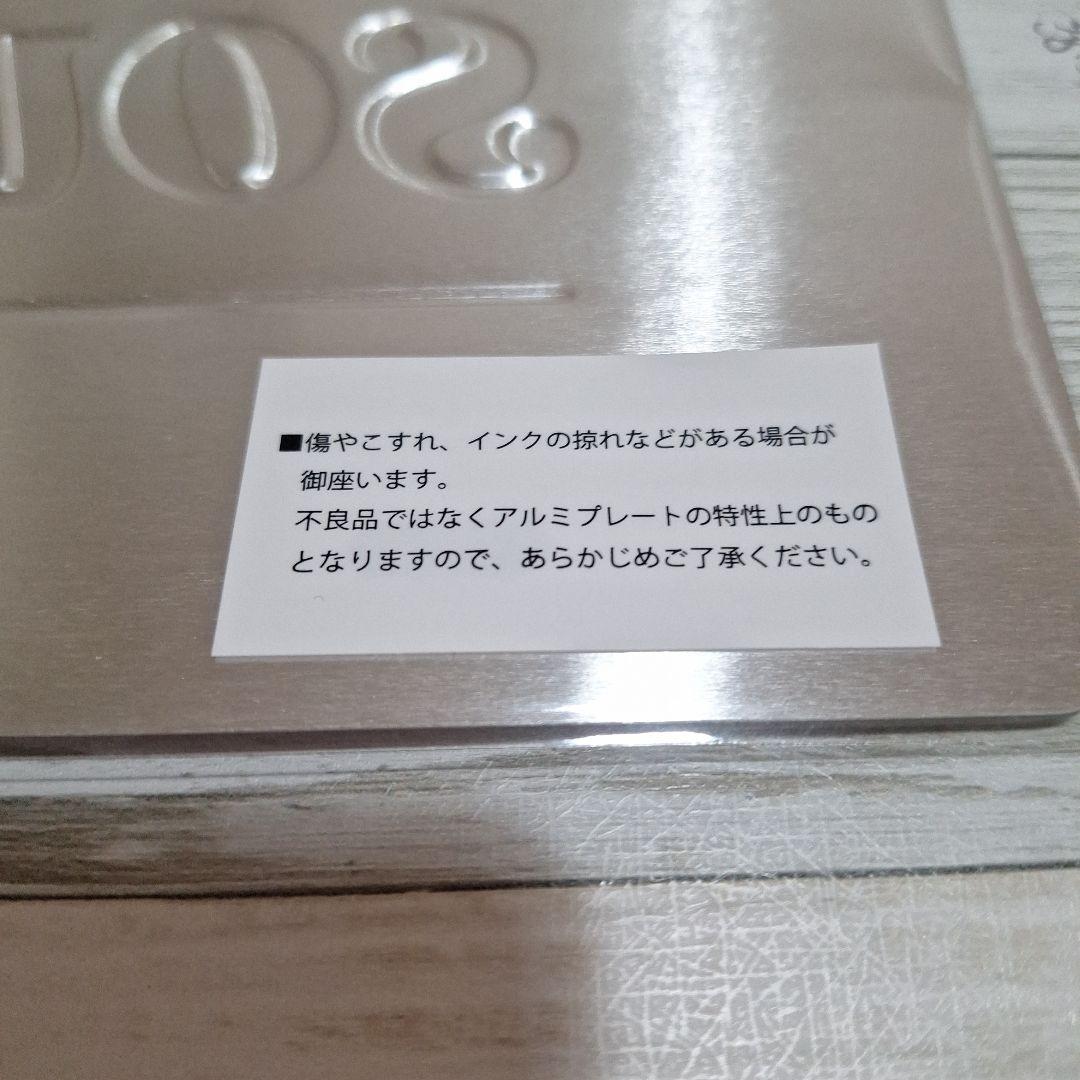 ■傷やこすれ、インクの掠れなどがある場合が
御座います。
不良品ではなくアルミプレートの特性上のもの
となりますので、あらかじめご了承ください。